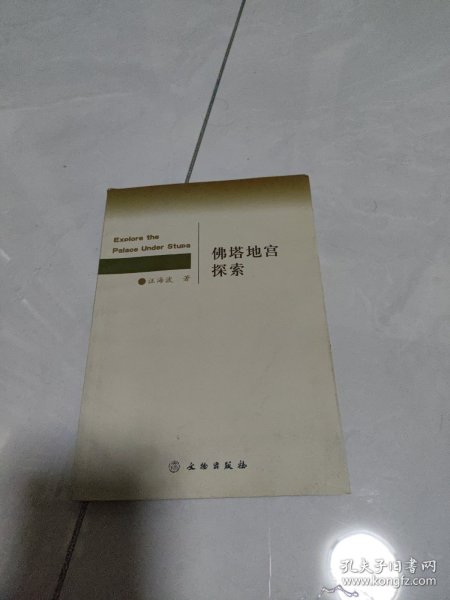 Explore the
Palace Under Stupa
佛塔地宫
探索
汪海波 著
文物出版社
孔夫子旧书网
www.kongfz.com